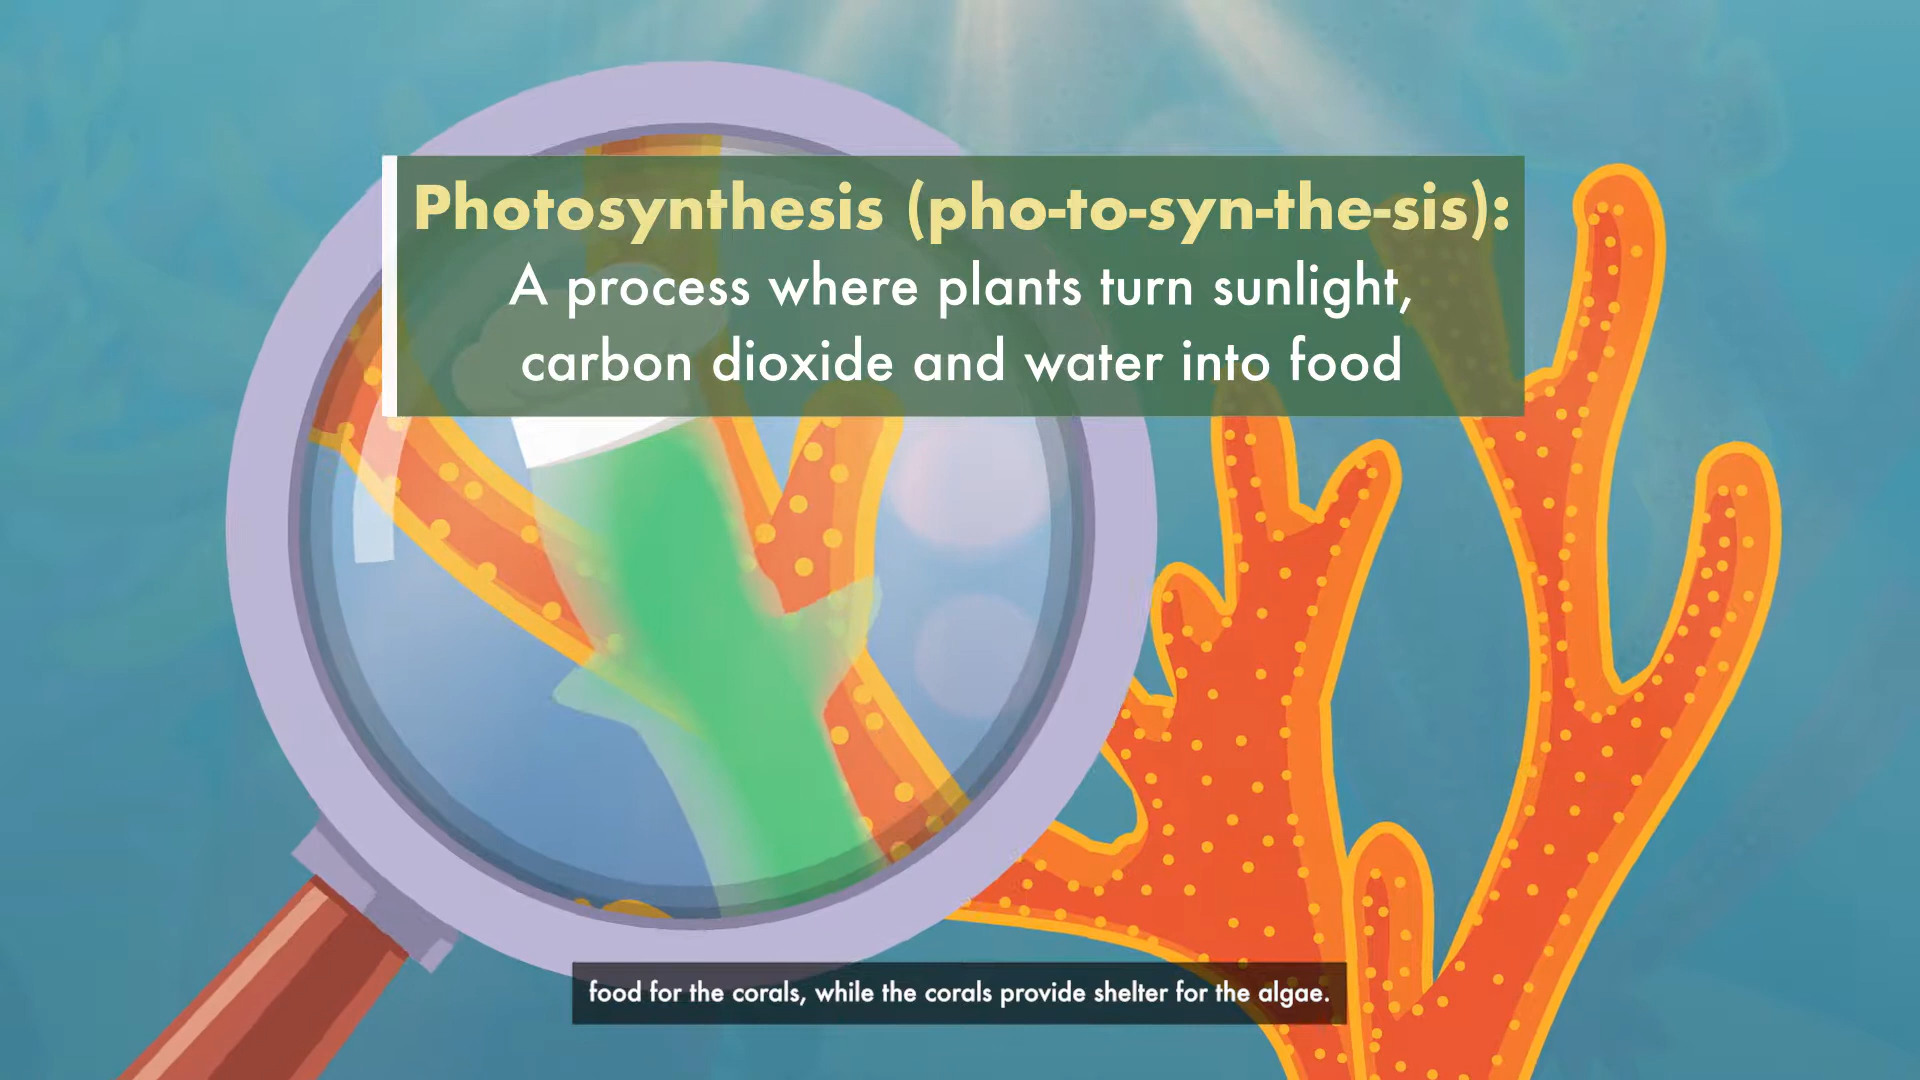 Photosynthesis (pho-to-syn-the-sis):
A process where plants turn sunlight,
carbon dioxide and water into food
food for the corals, while the corals provide shelter for the algae.